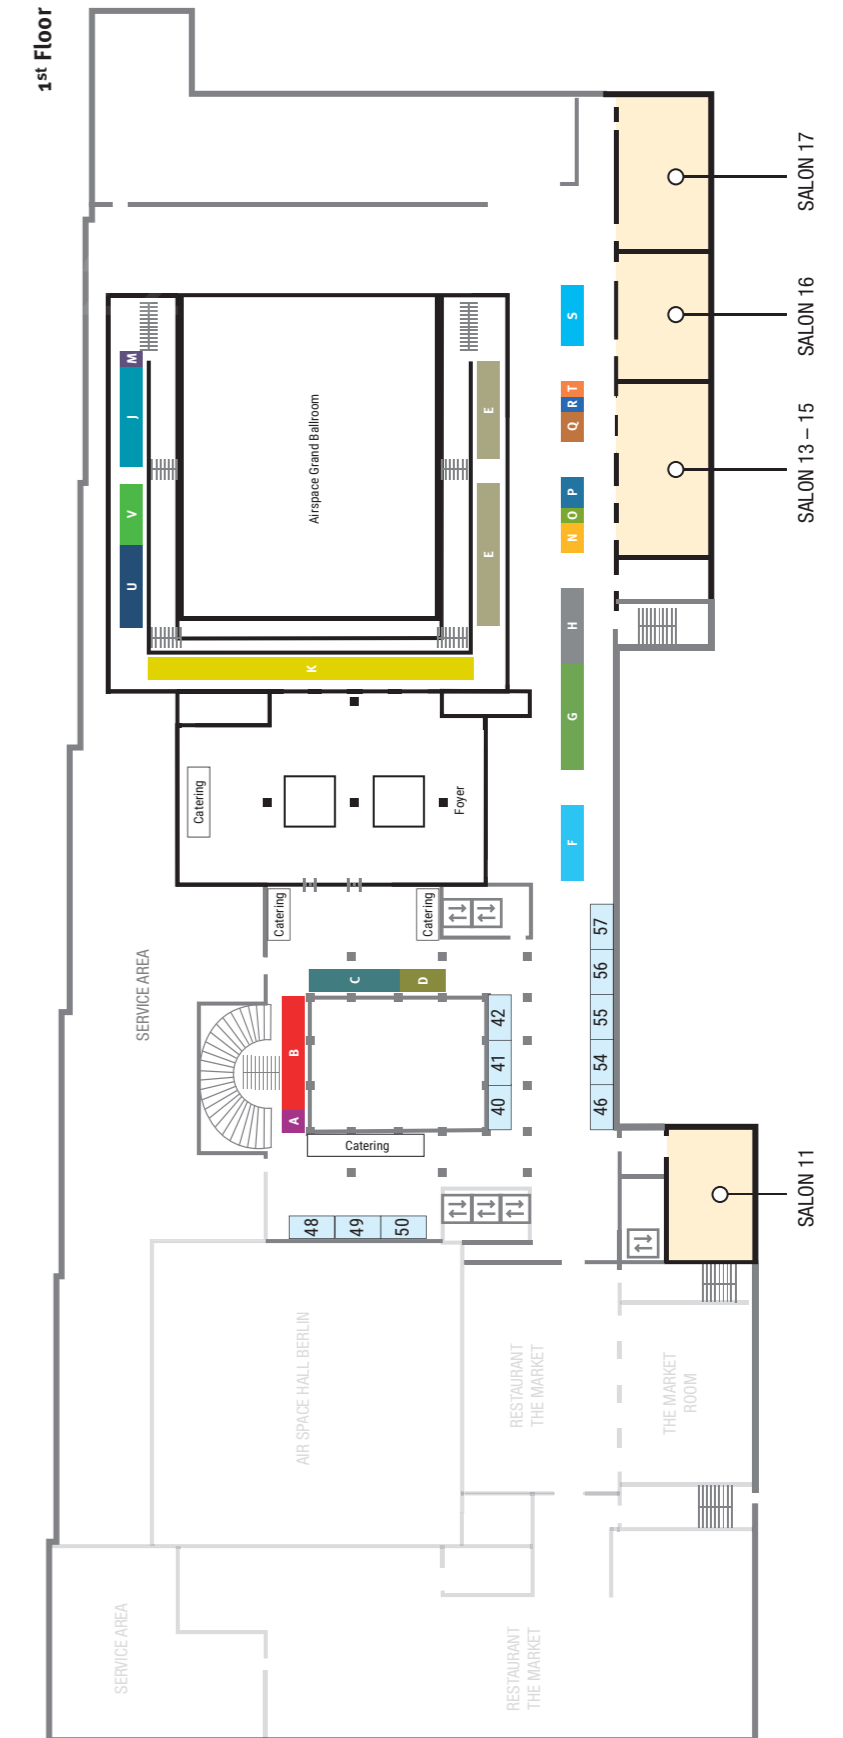 1st Floor
SALON 17
SALON 16
SALON 13 – 15
S
T
R
Q
P
O
N
H
G
F
M
J
V
U
E
E
K
Airspace Grand Ballroom
Catering
Foyer
Catering
Catering
SERVICE AREA
C
D
B
A
42
41
40
57
56
55
54
46
Catering
48
49
50
SALON 11
AIR SPACE HALL BERLIN
RESTAURANT
THE MARKET
THE MARKET
ROOM
SERVICE AREA
RESTAURANT
THE MARKET